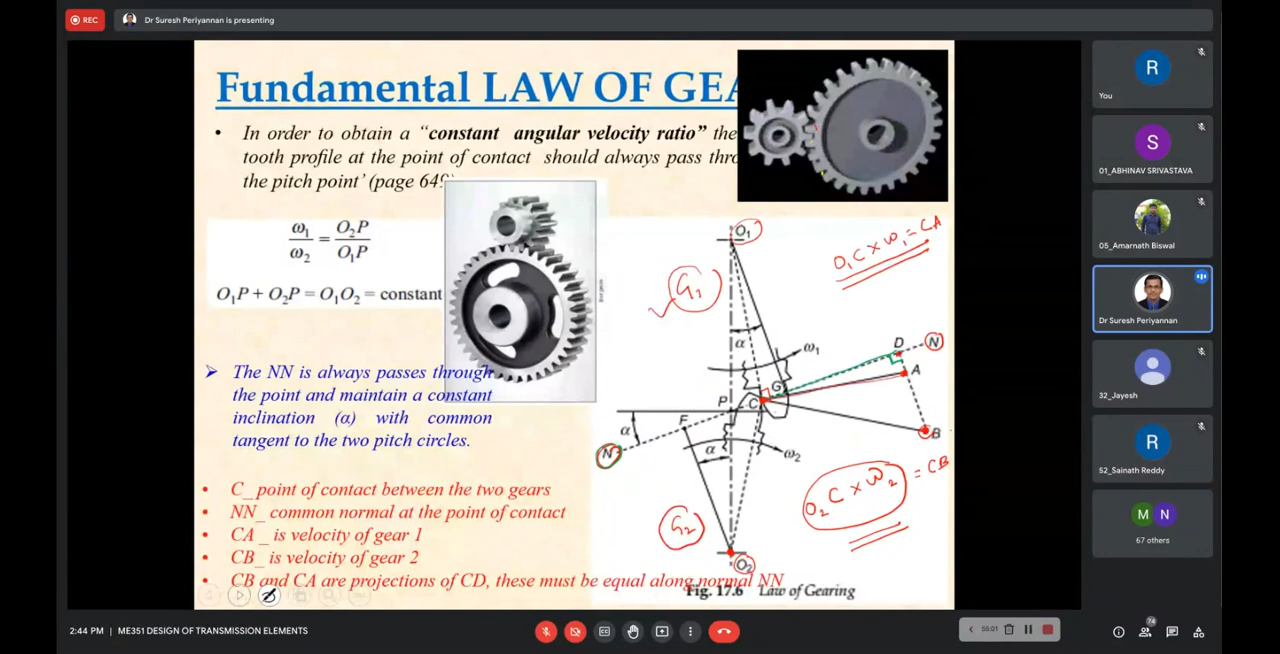 REC
Dr Suresh Periyannan is presenting
Fundamental LAW OF GEA
• In order to obtain a “constant angular velocity ratio” the
tooth profile at the point of contact should always pass thro
the pitch point’ (page 649)
ω1/ω2 = O2P/O1P
O1P + O2P = O1O2 = constant
➢ The NN is always passes through
the point and maintain a constant
inclination (α) with common
tangent to the two pitch circles.
• C_ point of contact between the two gears
• NN_ common normal at the point of contact
• CA _ is velocity of gear 1
• CB_ is velocity of gear 2
• CB and CA are projections of CD, these must be equal along normal NN
O1
O1C × ω1 = CA
G1
α
ω1
D
N
A
G
P
C
F
α
B
N
α
ω2
O2C × ω2 = CB
G2
O2
Fig. 17.6 Law of Gearing
R
You
S
01_ABHINAV SRIVASTAVA
05_Amarnath Biswal
Dr Suresh Periyannan
32_Jayesh
R
52_Sainath Reddy
M N
67 others
2:44 PM | ME351 DESIGN OF TRANSMISSION ELEMENTS
55:01
74